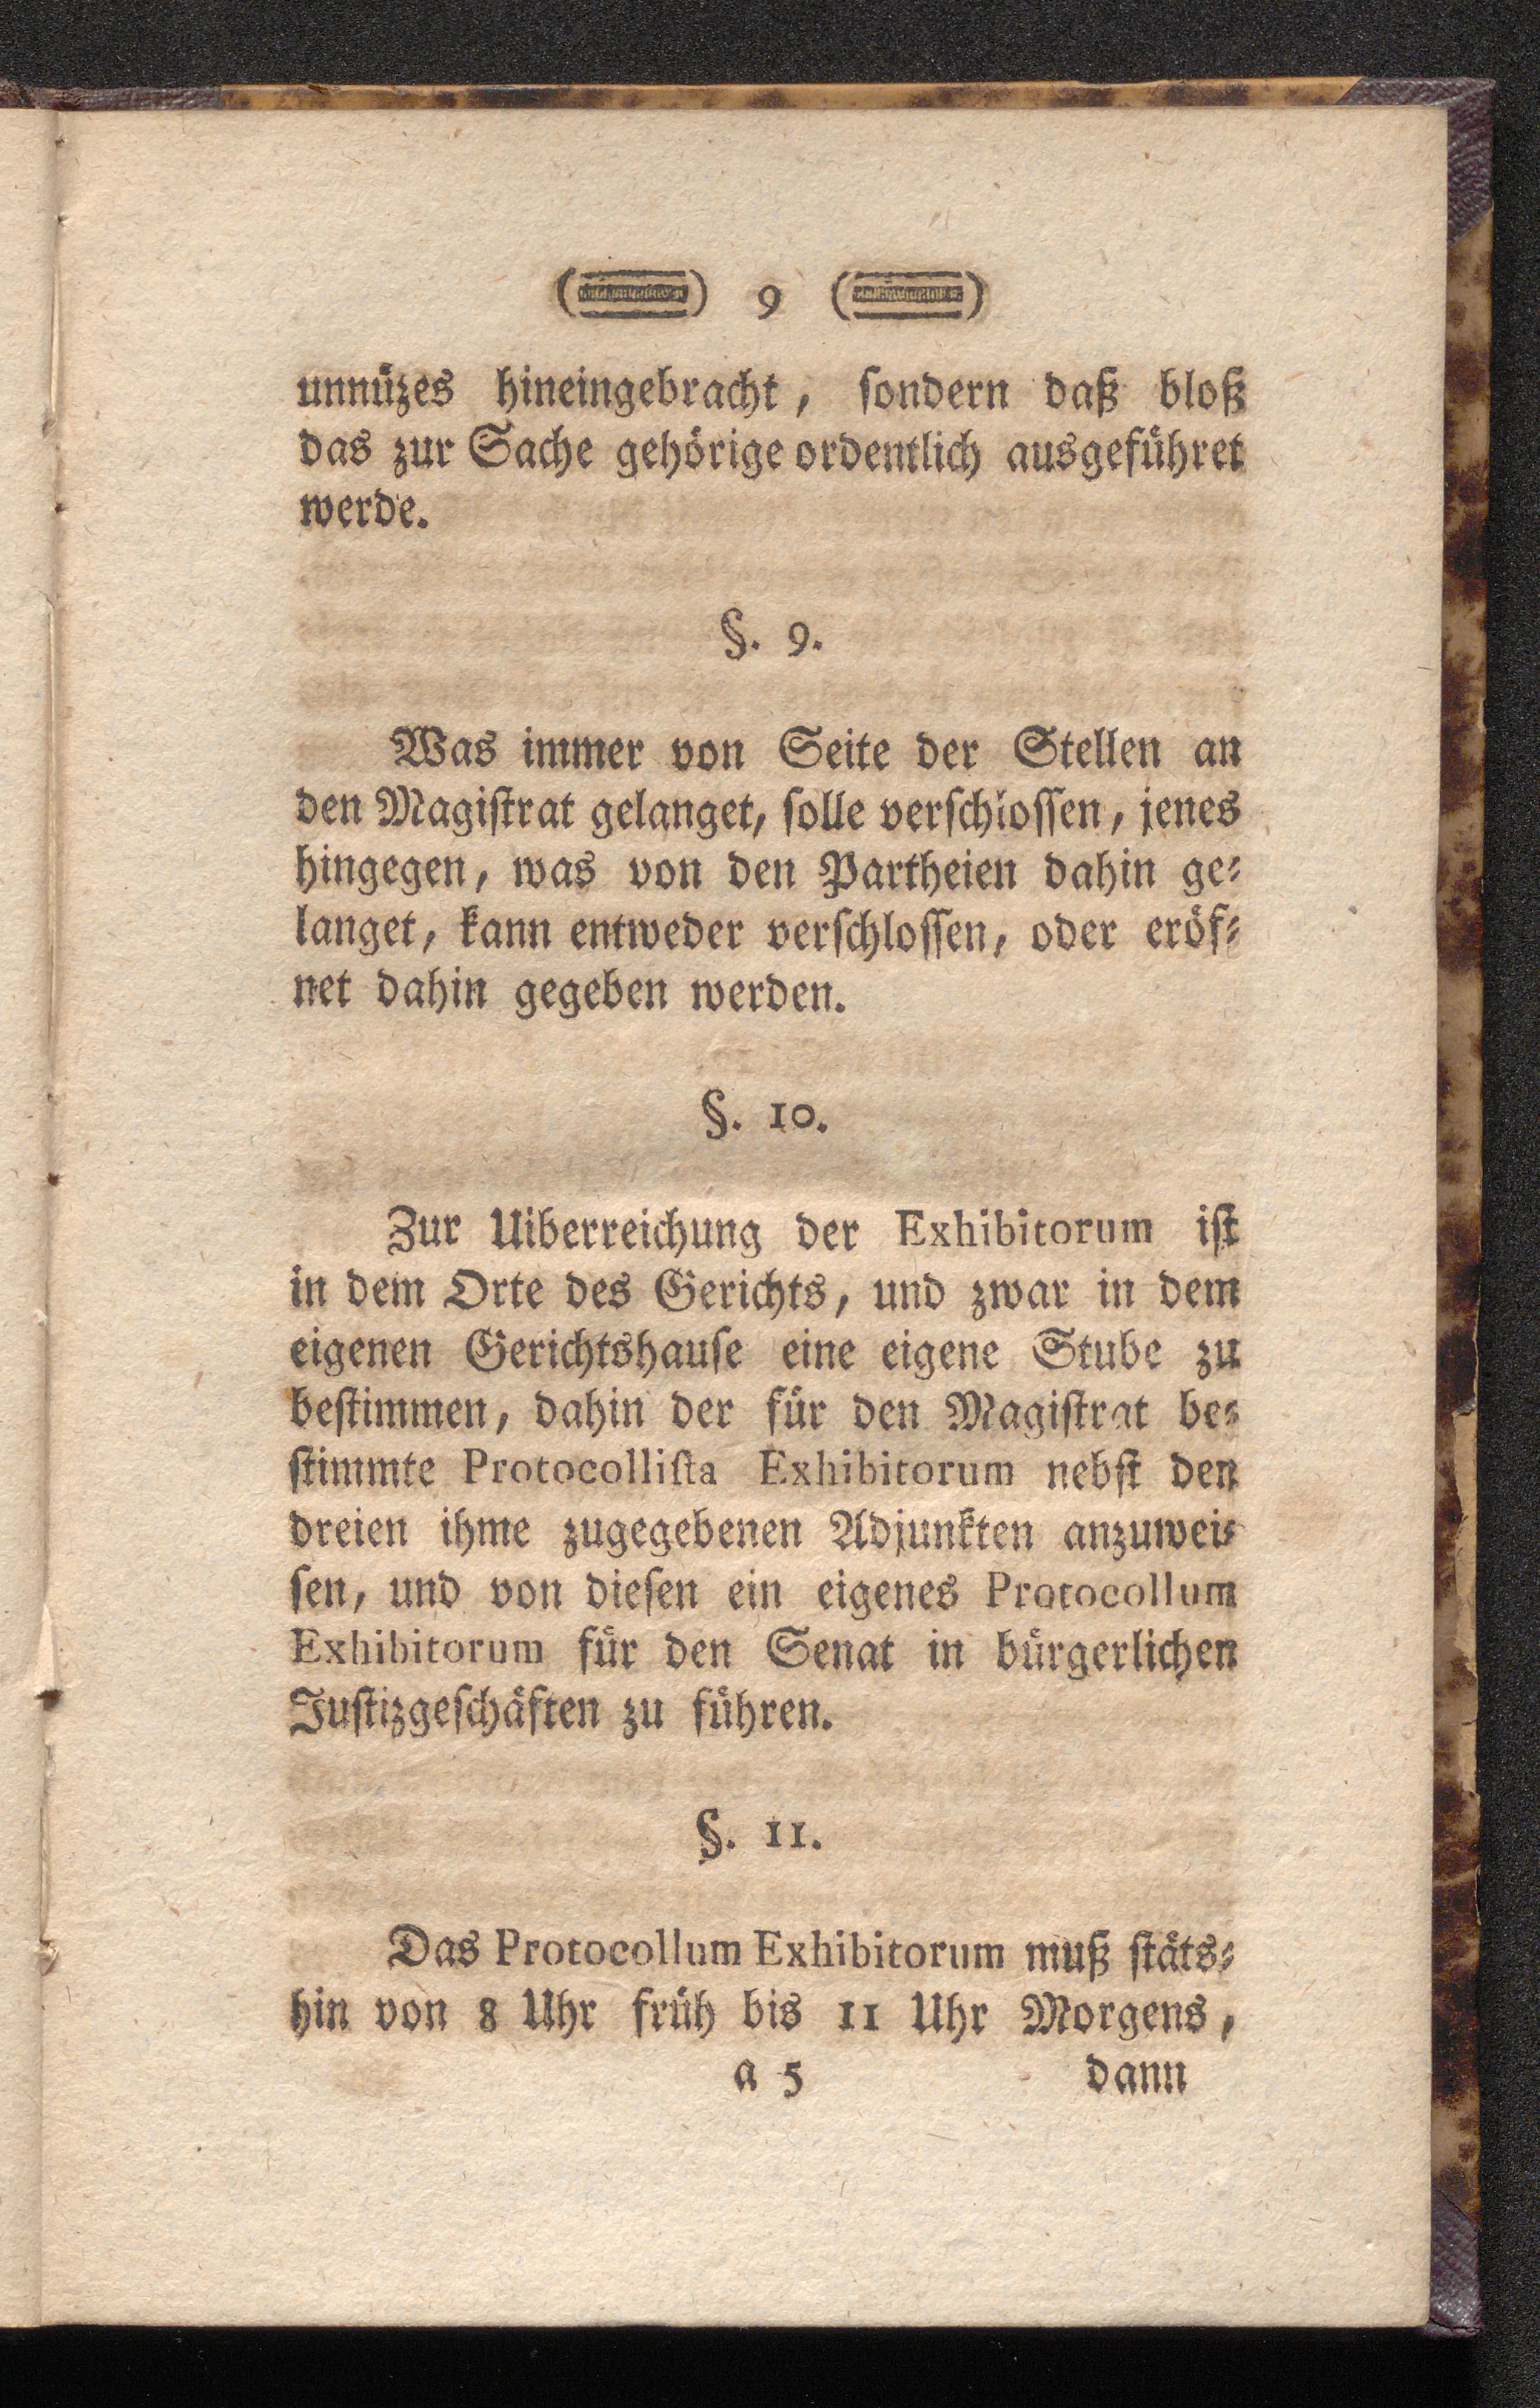 ( ) 9 ( )
unnüzes hineingebracht, sondern daß bloß
das zur Sache gehörige ordentlich ausgeführet
werde.
§. 9.
Was immer von Seite der Stellen an
den Magistrat gelanget, solle verschlossen, jenes
hingegen, was von den Partheien dahin ge-
langet, kann entweder verschlossen, oder eröf-
net dahin gegeben werden.
§. 10.
Zur Uiberreichung der Exhibitorum ist
in dem Orte des Gerichts, und zwar in dem
eigenen Gerichtshause eine eigene Stube zu
bestimmen, dahin der für den Magistrat be-
stimmte Protocollista Exhibitorum nebst den
dreien ihme zugegebenen Adjunkten anzuwei-
sen, und von diesen ein eigenes Protocollum
Exhibitorum für den Senat in bürgerlichen
Justizgeschäften zu führen.
§. 11.
Das Protocollum Exhibitorum muß stäts-
hin von 8 Uhr früh bis 11 Uhr Morgens,
a 5 dann